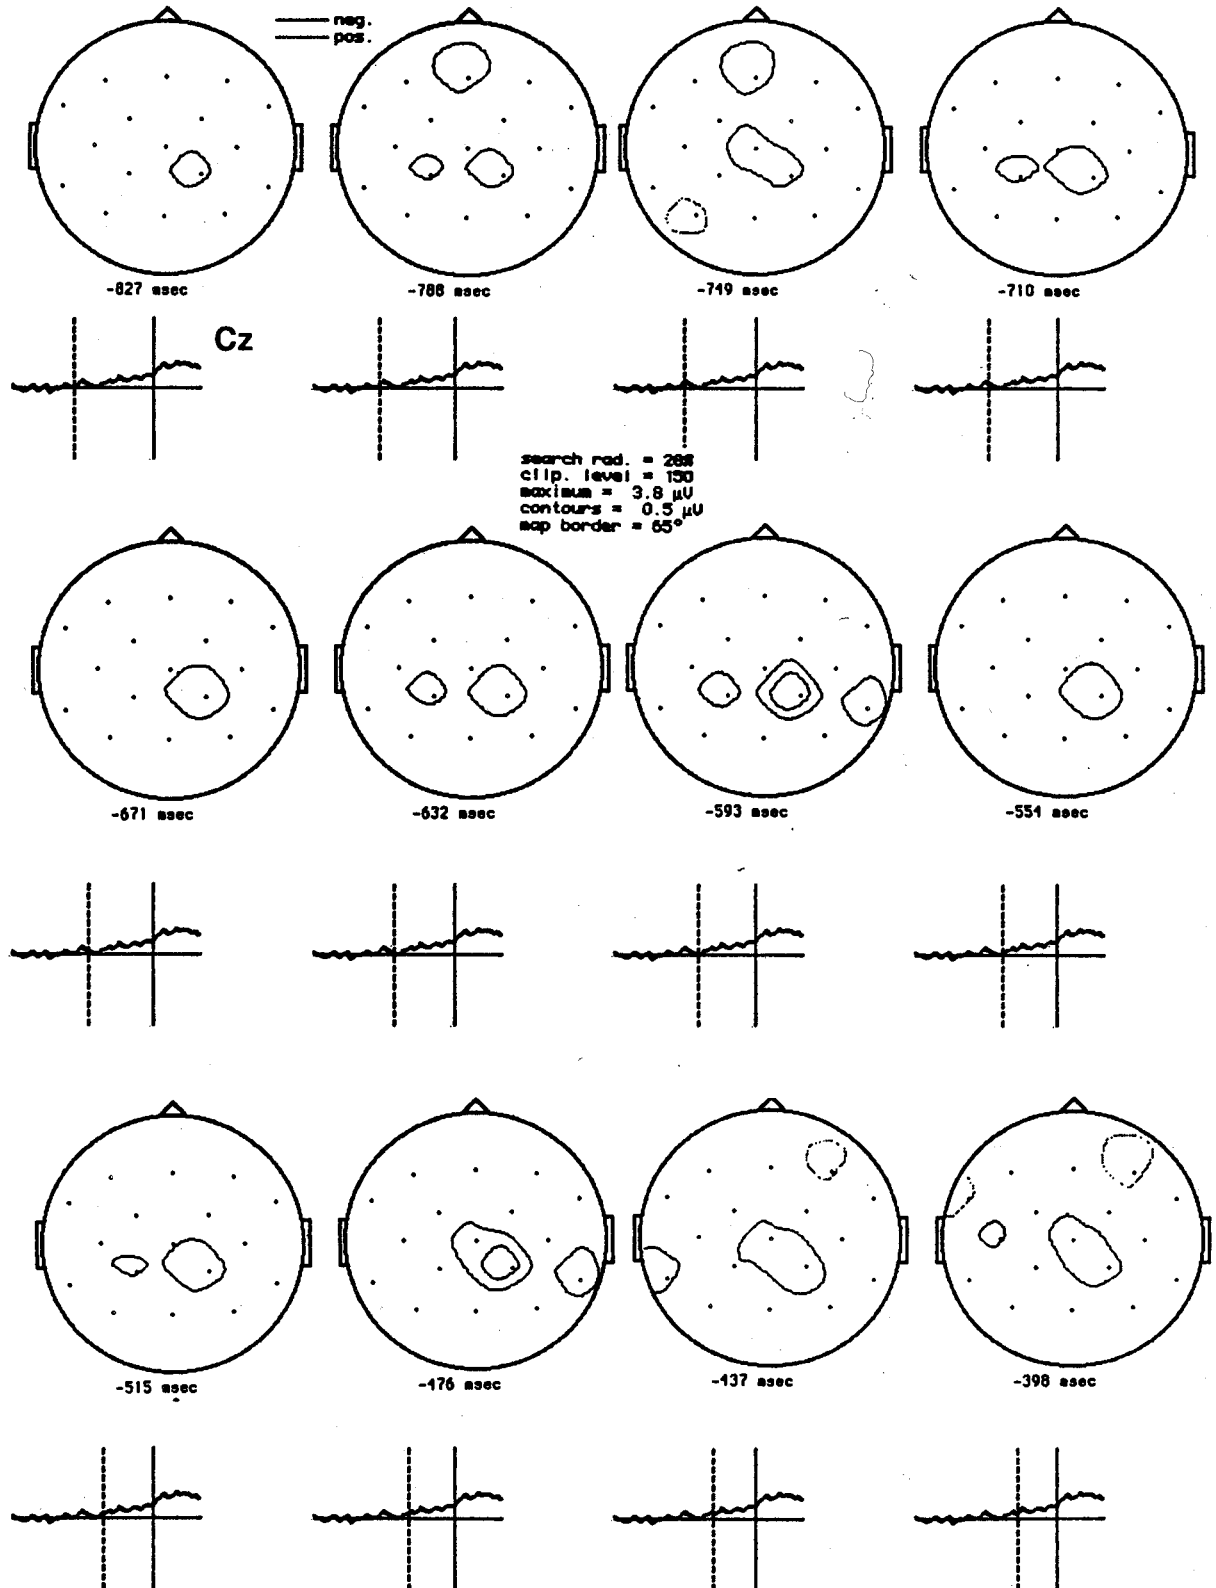 neg.
pos.
-827 msec
-788 msec
-749 msec
-710 msec
Cz
search rad. = 28%
clip. level = 150
maximum = 3.8 µV
contours = 0.5 µV
map border = 65°
-671 msec
-632 msec
-593 msec
-554 msec
-515 msec
-476 msec
-437 msec
-398 msec